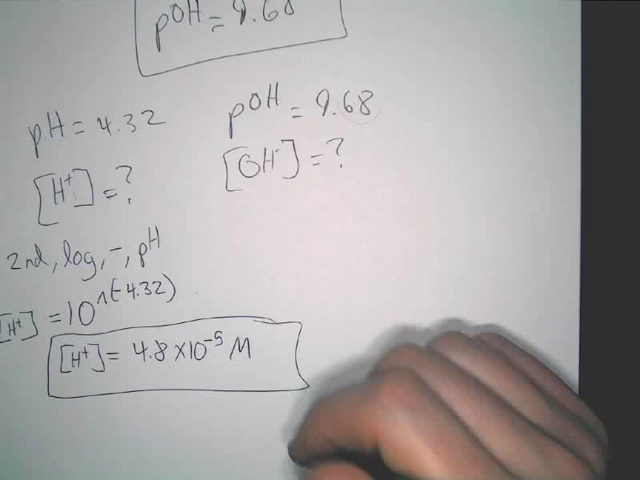 pOH = 9.68
pH = 4.32
[H+] = ?
2nd, log, -, pH
[H+] = 10^(-4.32)
[H+] = 4.8 x 10-5 M
pOH = 9.68
[OH-] = ?